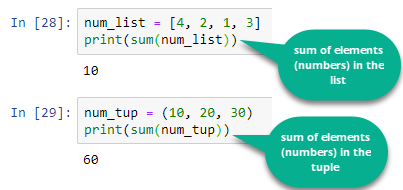 In [28]: num_list = [4, 2, 1, 3]
print(sum(num_list))
10
sum of elements
(numbers) in the
list
In [29]: num_tup = (10, 20, 30)
print(sum(num_tup))
60
sum of elements
(numbers) in the
tuple